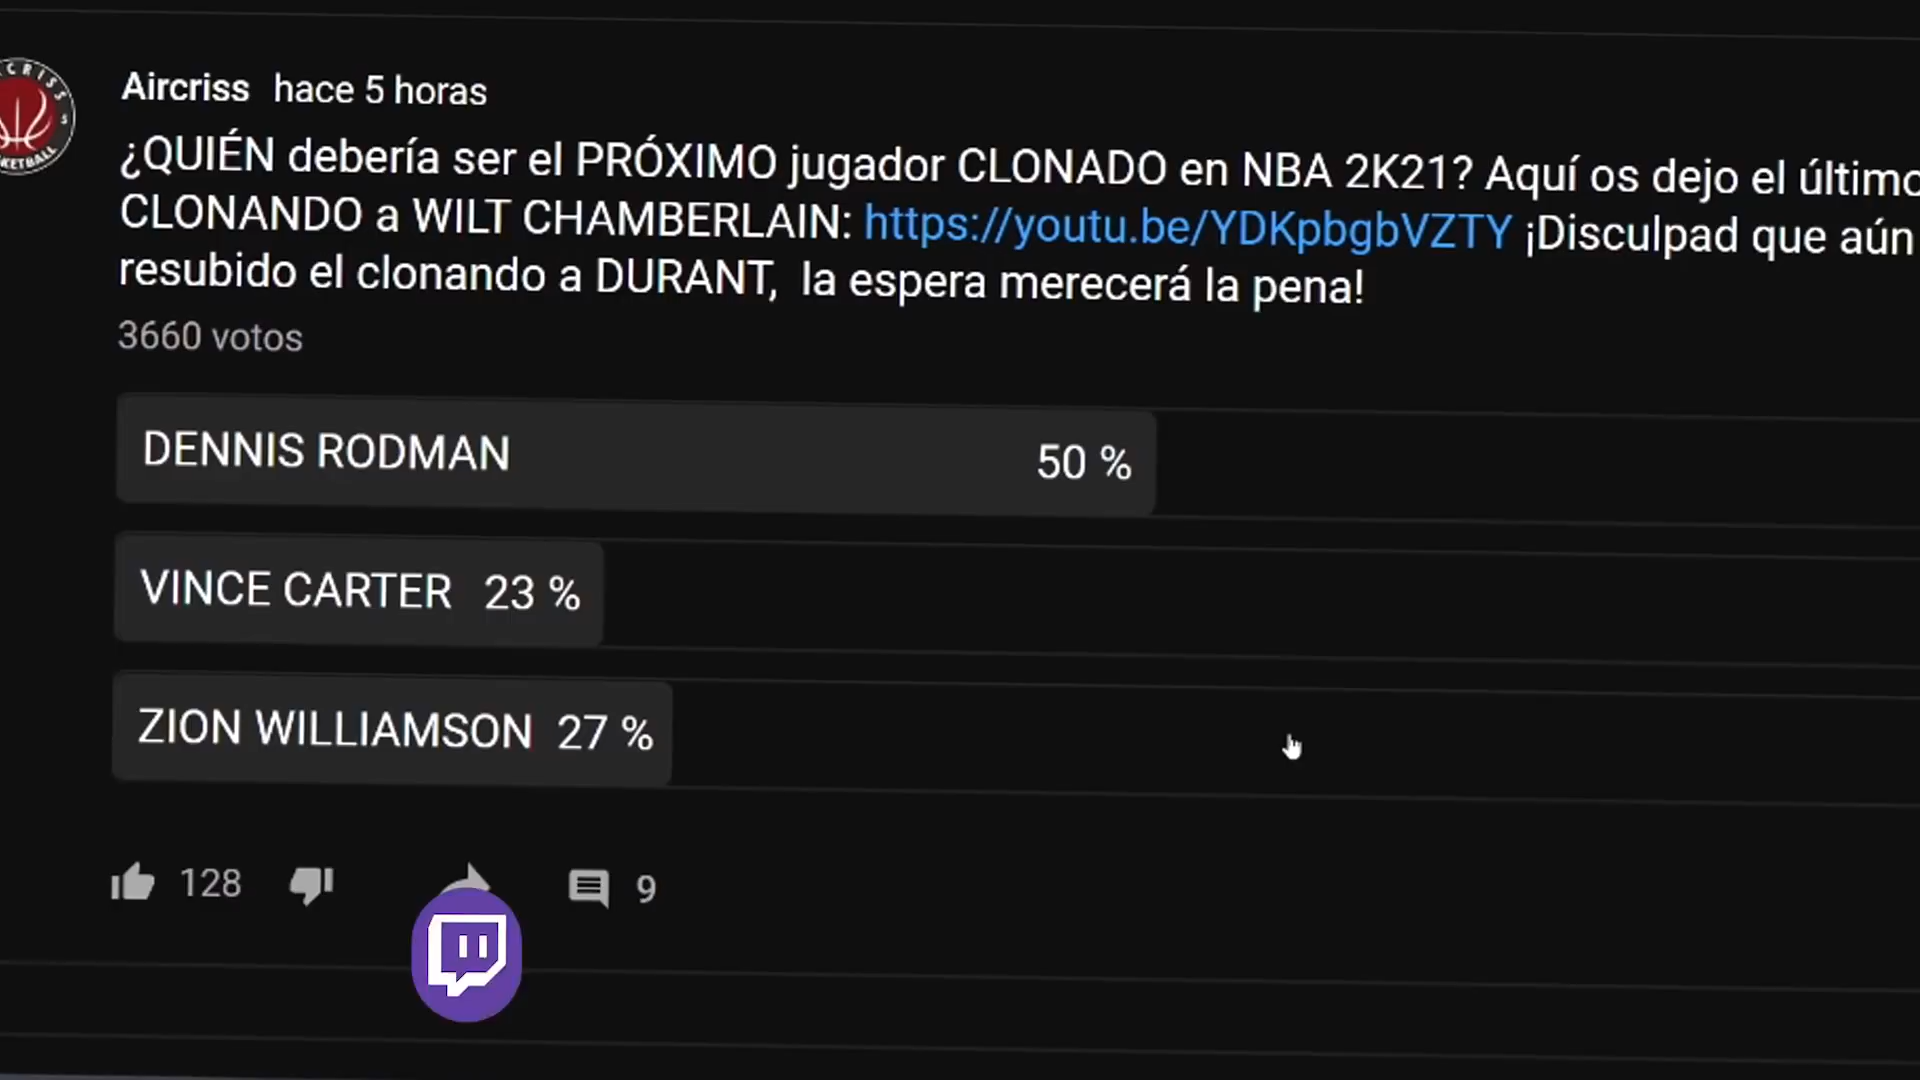 Aircriss hace 5 horas
¿QUIÉN debería ser el PRÓXIMO jugador CLONADO en NBA 2K21? Aquí os dejo el último
CLONANDO a WILT CHAMBERLAIN: https://youtu.be/YDKpbgbVZTY ¡Disculpad que aún
resubido el clonando a DURANT, la espera merecerá la pena!
3660 votos
DENNIS RODMAN 50 %
VINCE CARTER 23 %
ZION WILLIAMSON 27 %
128 9